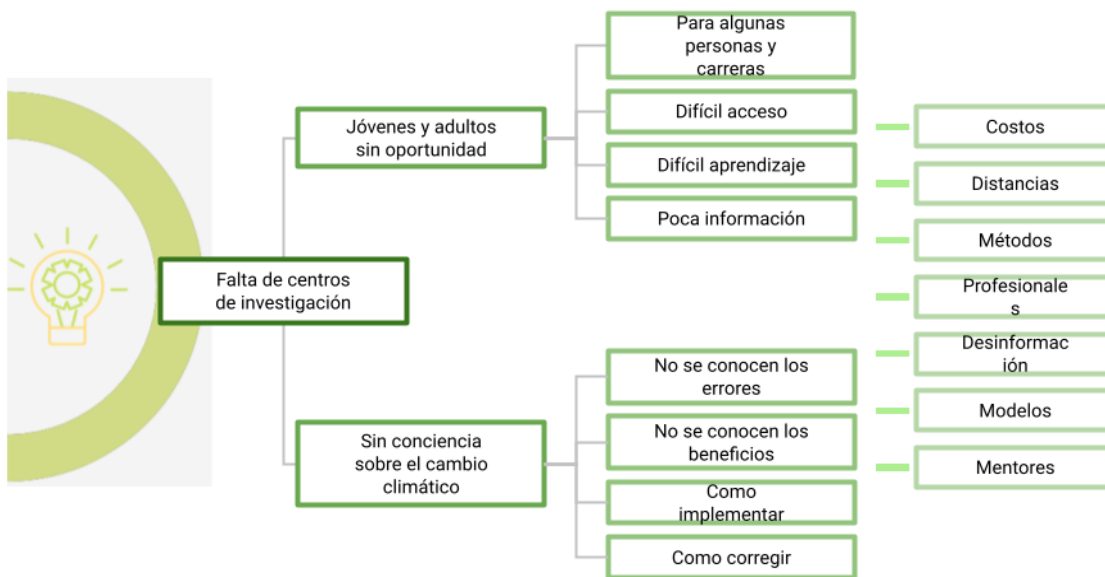 Falta de centros
de investigación
Jóvenes y adultos
sin oportunidad
Para algunas
personas y
carreras
Difícil acceso
Difícil aprendizaje
Poca información
Sin conciencia
sobre el cambio
climático
No se conocen los
errores
No se conocen los
beneficios
Como
implementar
Como corregir
Costos
Distancias
Métodos
Profesionale
s
Desinformac
ión
Modelos
Mentores